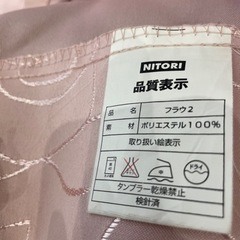 NITORI
品質表示
品名 フラウ2
素材 ポリエステル100%
取り扱い絵表示
ドライ
タンブラー乾燥禁止
検針済